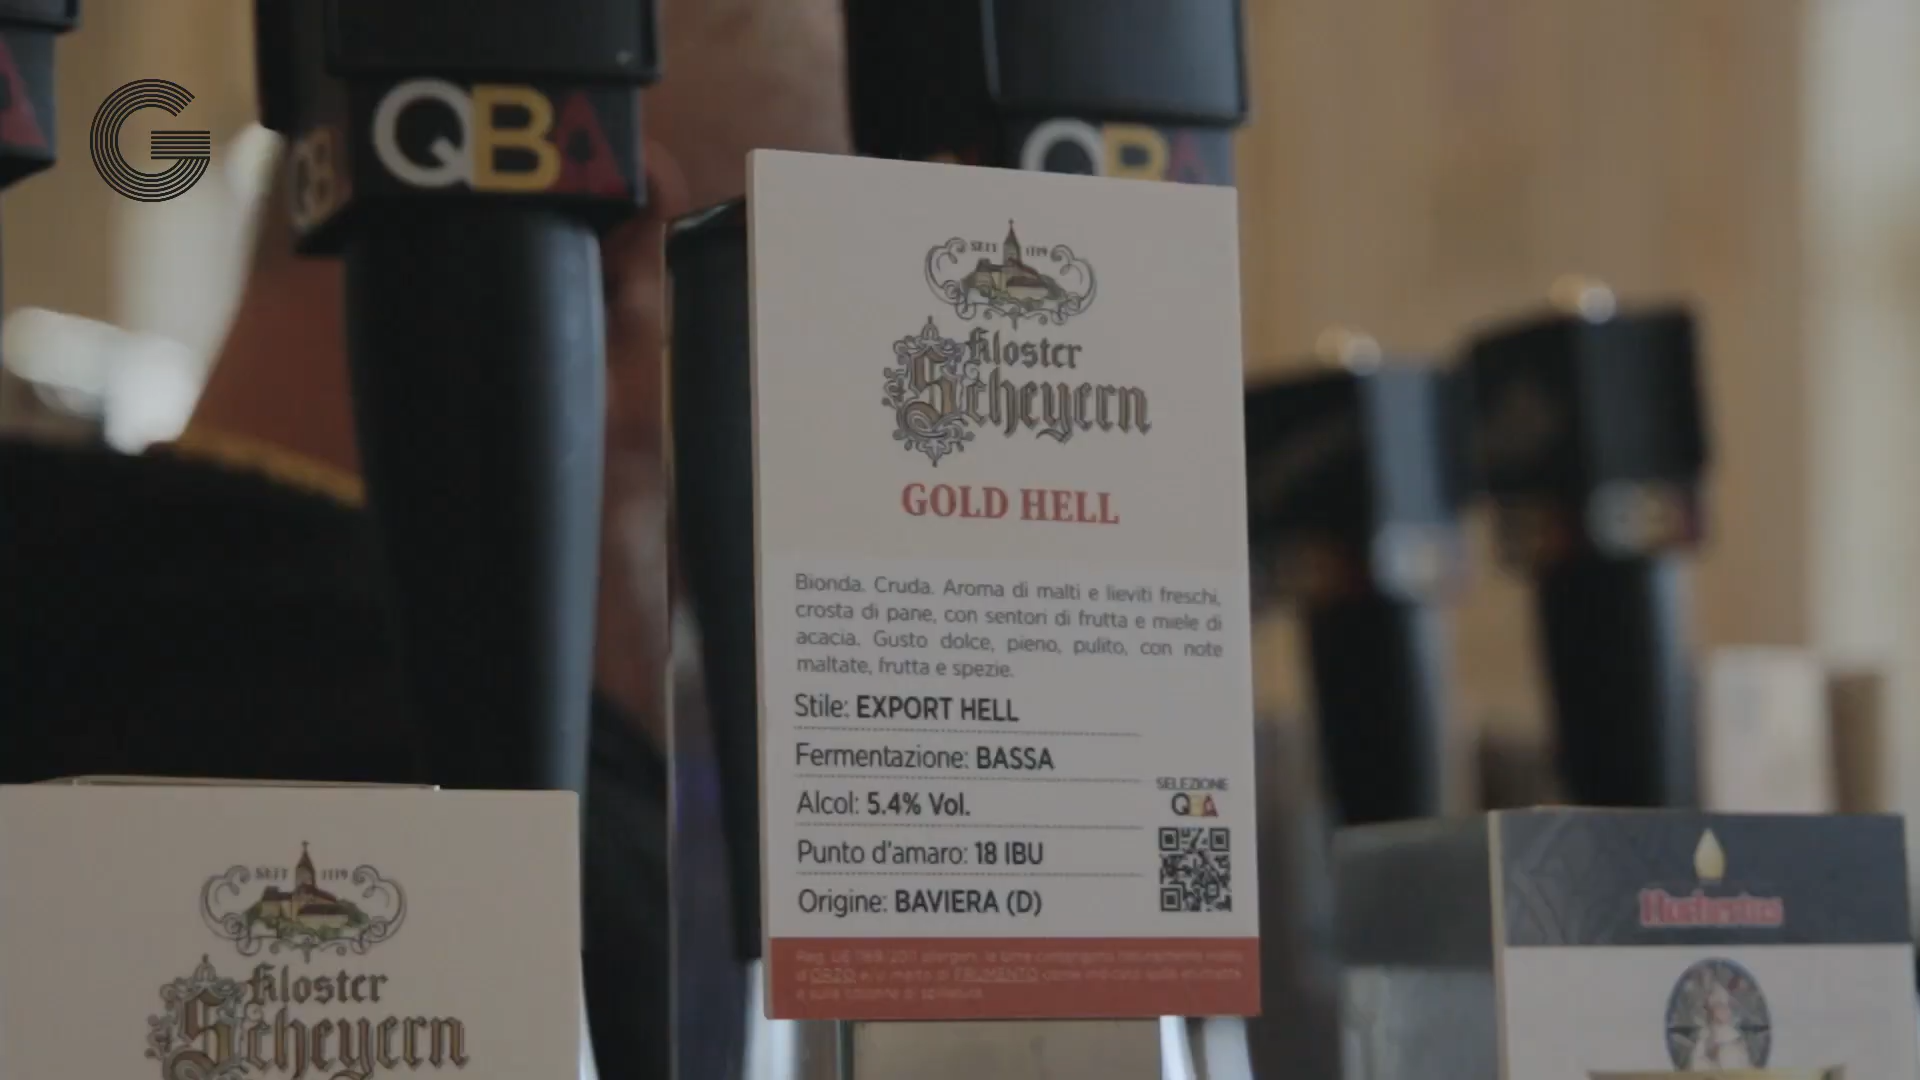 QBA
QBA
SEIT 1119
Kloster
Scheyern
GOLD HELL
Bionda. Cruda. Aroma di malti e lieviti freschi,
crosta di pane, con sentori di frutta e miele di
acacia. Gusto dolce, pieno, pulito, con note
maltate, frutta e spezie.
Stile: EXPORT HELL
Fermentazione: BASSA
Alcol: 5.4% Vol.
Punto d'amaro: 18 IBU
Origine: BAVIERA (D)
SELEZIONE
QBA
SEIT 1119
Kloster
Scheyern
G